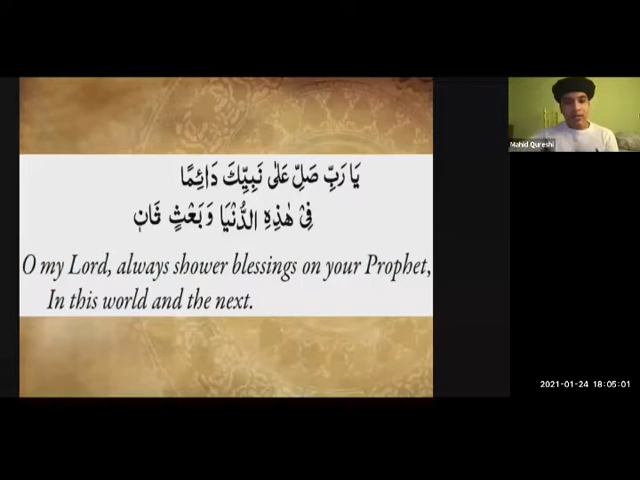 يَا رَبِّ صَلِّ عَلٰى نَبِيِّكَ دَائِمًا
فِىْ هٰذِهِ الدُّنْيَا وَبَعْثٍ ثَانٖ
O my Lord, always shower blessings on your Prophet,
In this world and the next.
Mahid Qureshi
2021-01-24 18:05:01